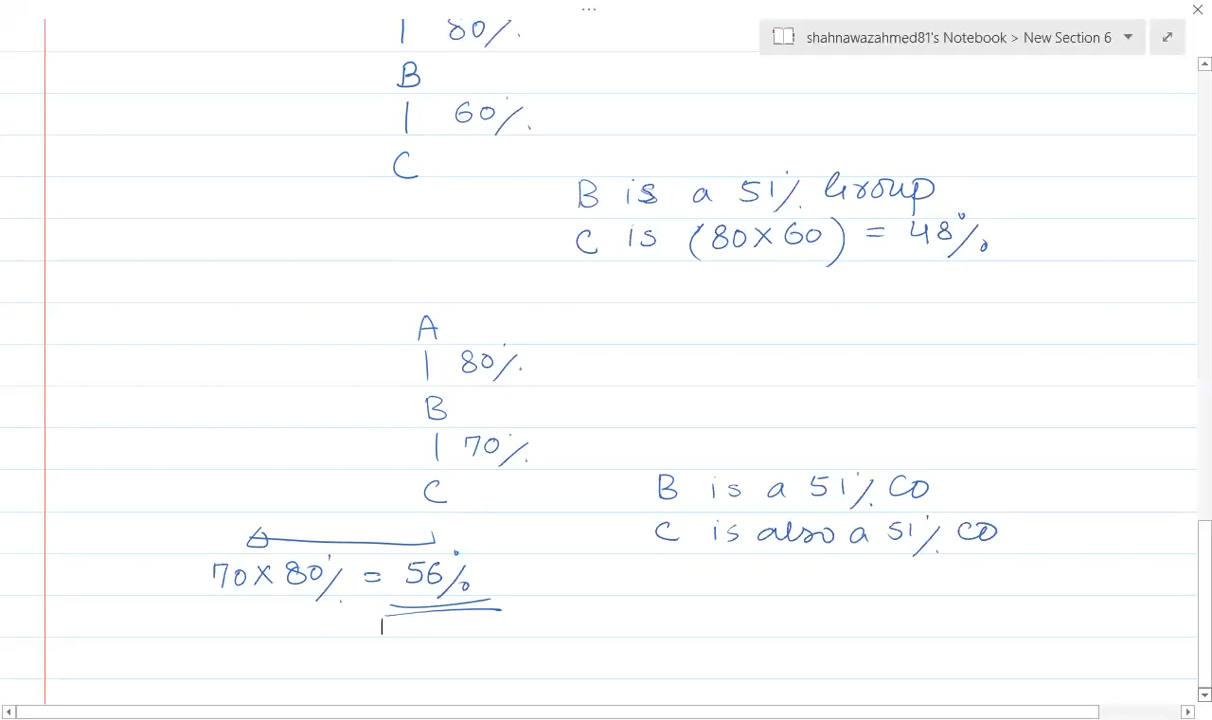 shahnawazahmed81's Notebook > New Section 6
| 80%
B
| 60%
C
B is a 51% Group
C is (80×60) = 48%
A
| 80%
B
| 70%
C
B is a 51% CO
C is also a 51% CO
70×80% = 56%